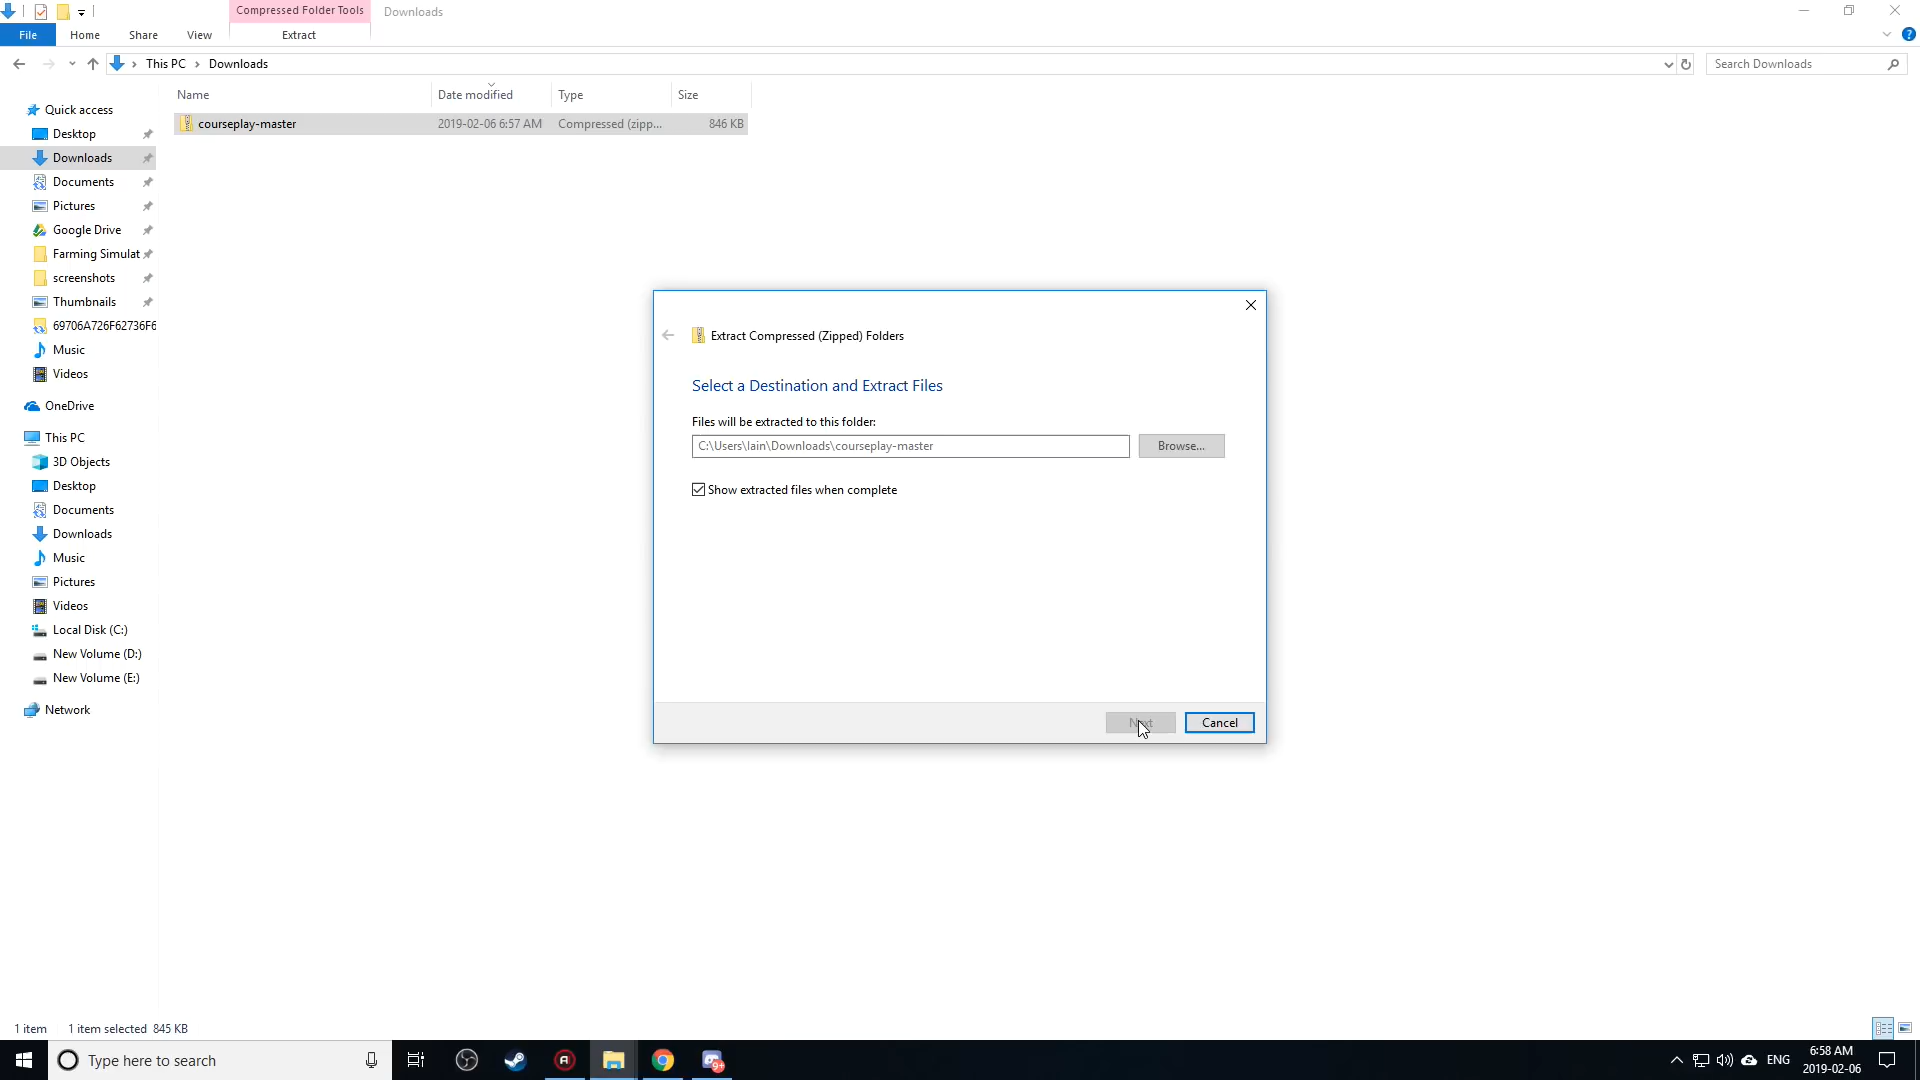 Compressed Folder Tools
Downloads
File
Home
Share
View
Extract
This PC
Downloads
Search Downloads
Name
Date modified
Type
Size
courseplay-master
2019-02-06 6:57 AM
Compressed (zipp...
846 KB
Quick access
Desktop
Downloads
Documents
Pictures
Google Drive
Farming Simulat
screenshots
Thumbnails
69706A726F62736F6
Music
Videos
OneDrive
This PC
3D Objects
Desktop
Documents
Downloads
Music
Pictures
Videos
Local Disk (C:)
New Volume (D:)
New Volume (E:)
Network
Extract Compressed (Zipped) Folders
Select a Destination and Extract Files
Files will be extracted to this folder:
C:\Users\Iain\Downloads\courseplay-master
Browse...
Show extracted files when complete
Next
Cancel
1 item
1 item selected 845 KB
Type here to search
9+
ENG
6:58 AM
2019-02-06